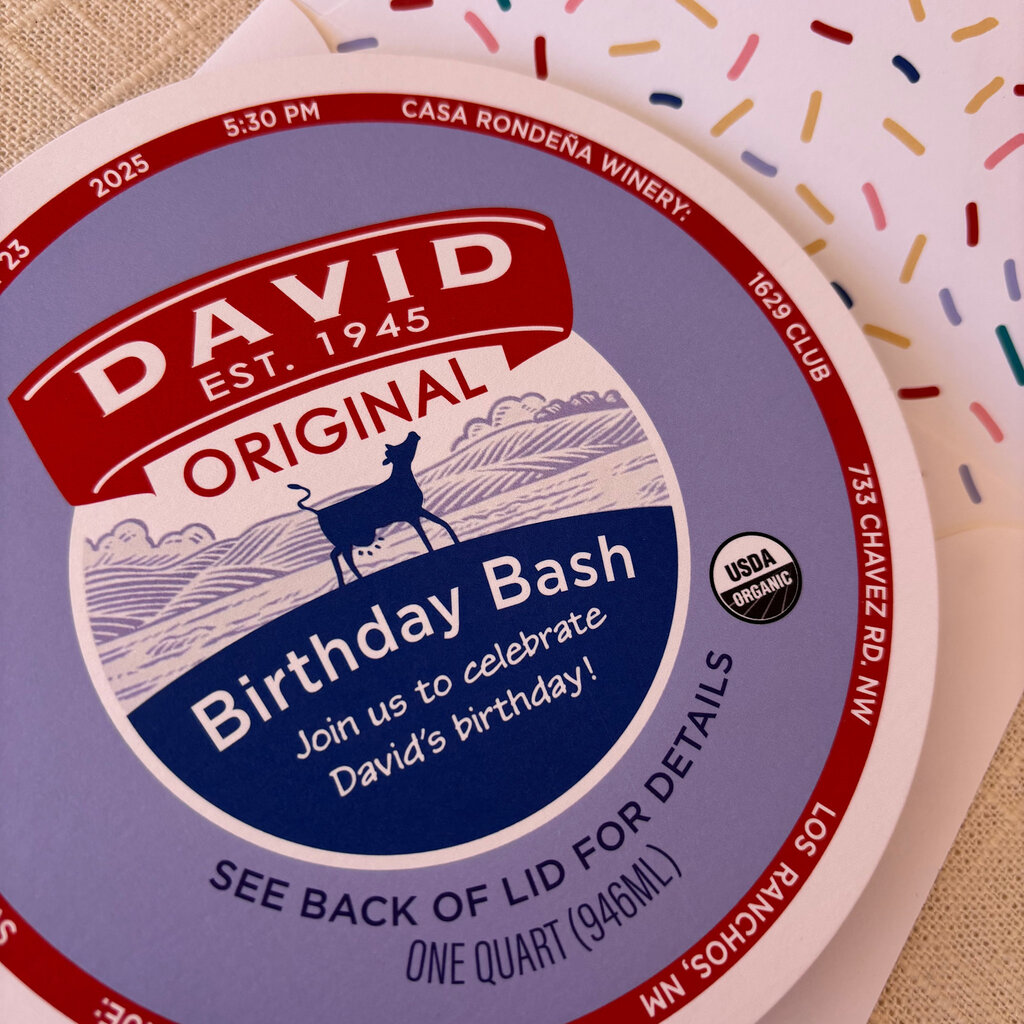 23
2025
5:30 PM
CASA RONDEÑA WINERY:
1629 CLUB
733 CHAVEZ RD. NW
LOS RANCHOS, NM
DAVID
EST. 1945
ORIGINAL
Birthday Bash
Join us to celebrate
David's birthday!
USDA
ORGANIC
SEE BACK OF LID FOR DETAILS
ONE QUART (946ML)